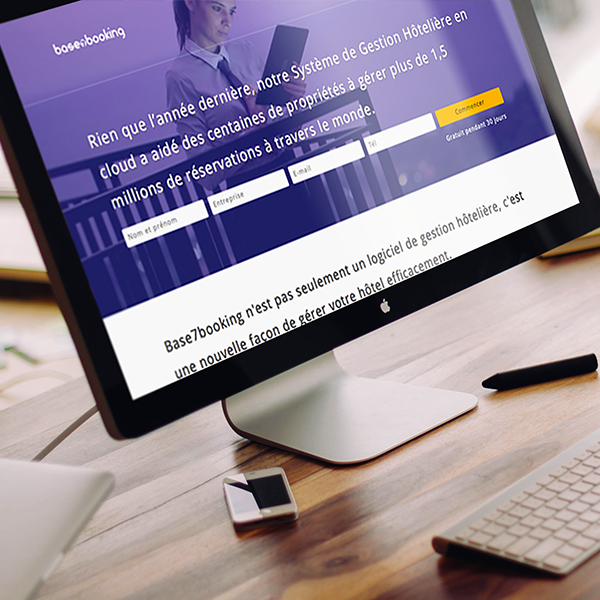 base7booking
Rien que l'année dernière, notre Système de Gestion Hôtelière en
cloud a aidé des centaines de propriétés à gérer plus de 1,5
millions de réservations à travers le monde.
Nom et prénom
Entreprise
E-mail
Tél
Commencer
Gratuit pendant 30 jours
Base7booking n'est pas seulement un logiciel de gestion hôtelière, c'est
une nouvelle façon de gérer votre hôtel efficacement.